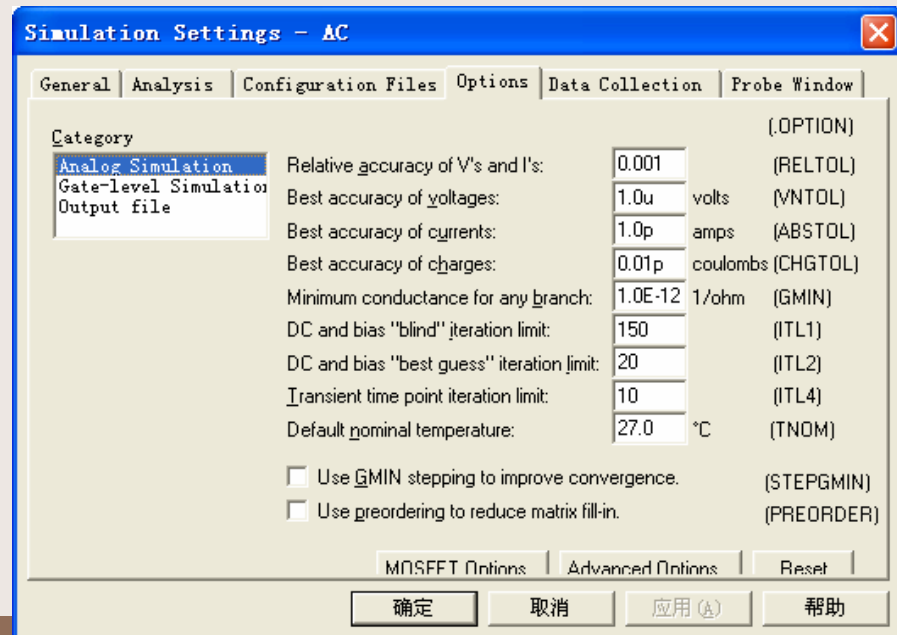 Simulation Settings - AC
General Analysis Configuration Files Options Data Collection Probe Window
(.OPTION)
Category
Analog Simulation
Gate-level Simulation
Output file
Relative accuracy of V's and I's: 0.001 (RELTOL)
Best accuracy of voltages: 1.0u volts (VNTOL)
Best accuracy of currents: 1.0p amps (ABSTOL)
Best accuracy of charges: 0.01p coulombs (CHGTOL)
Minimum conductance for any branch: 1.0E-12 1/ohm (GMIN)
DC and bias "blind" iteration limit: 150 (ITL1)
DC and bias "best guess" iteration limit: 20 (ITL2)
Transient time point iteration limit: 10 (ITL4)
Default nominal temperature: 27.0 °C (TNOM)
Use GMIN stepping to improve convergence. (STEPGMIN)
Use preordering to reduce matrix fill-in. (PREORDER)
MOSFET Options Advanced Options Reset
确定 取消 应用(A) 帮助